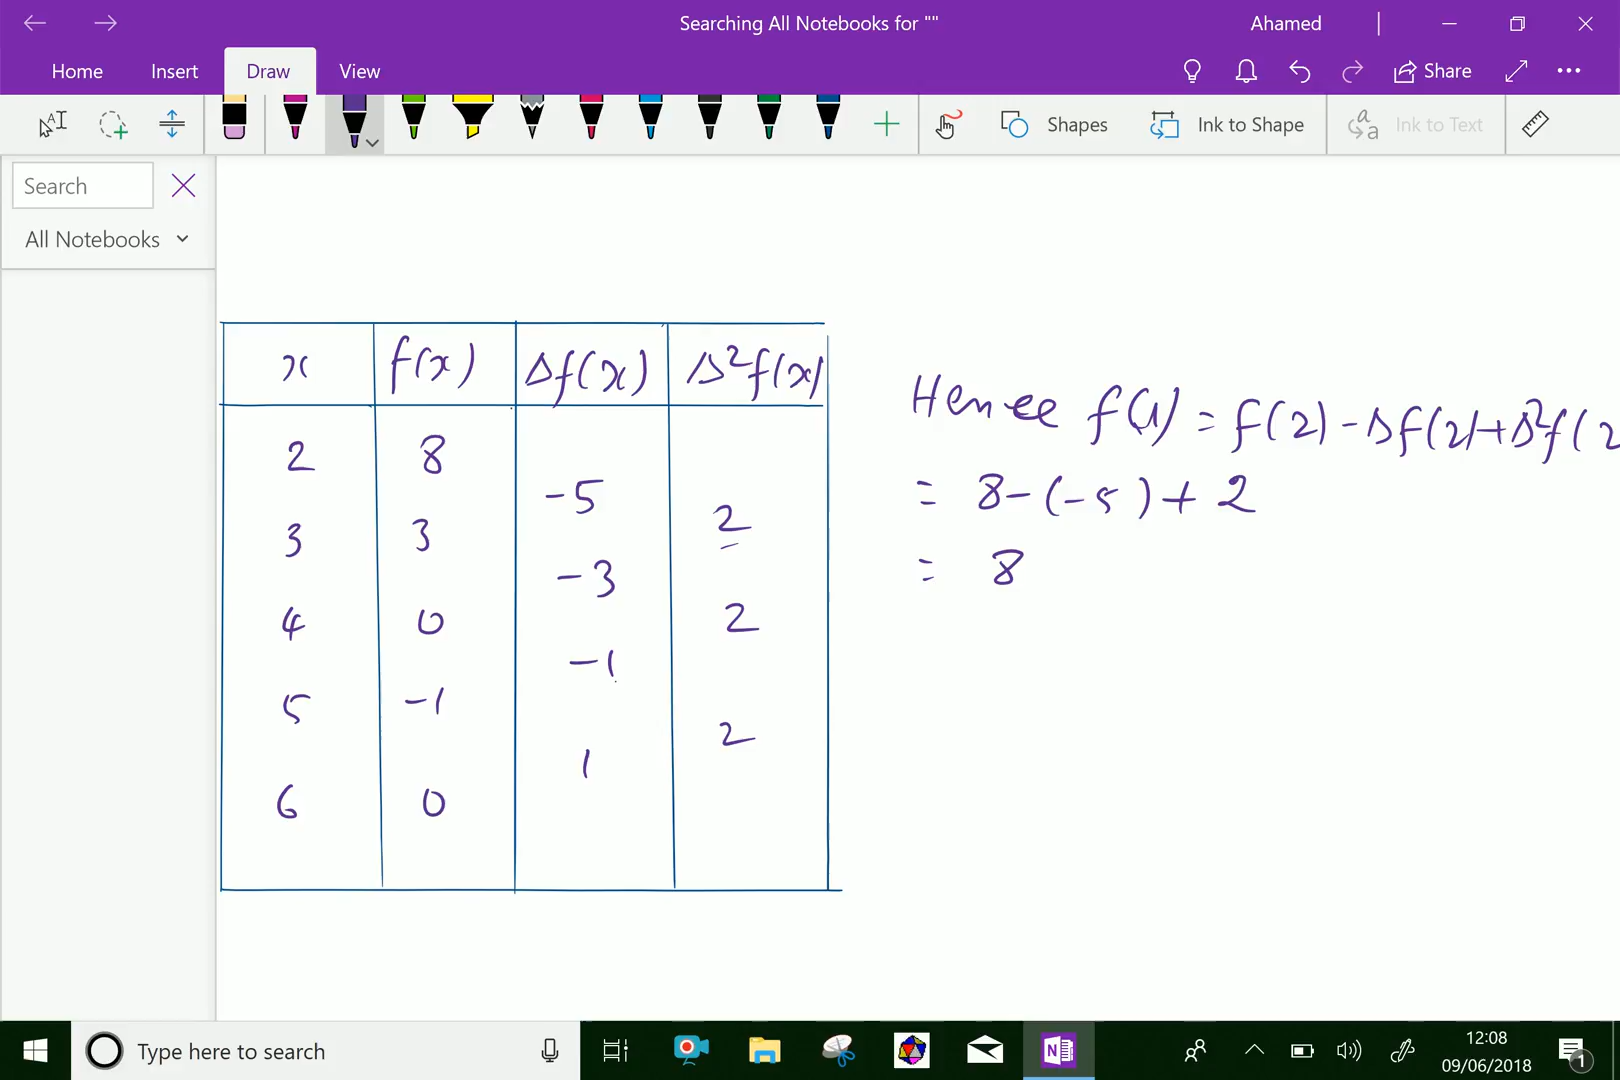 Searching All Notebooks for ""
Ahamed
Home Insert Draw View
Share
Shapes
Ink to Shape
Ink to Text
Search
All Notebooks
x f(x) Δf(x) Δ²f(x)
2 8
-5
3 3 2
-3
4 0 2
-1
5 -1 2
1
6 0
Hence f(1) = f(2) - Δf(2) + Δ²f(2
= 8 - (-5) + 2
= 8
Type here to search
12:08
09/06/2018
1